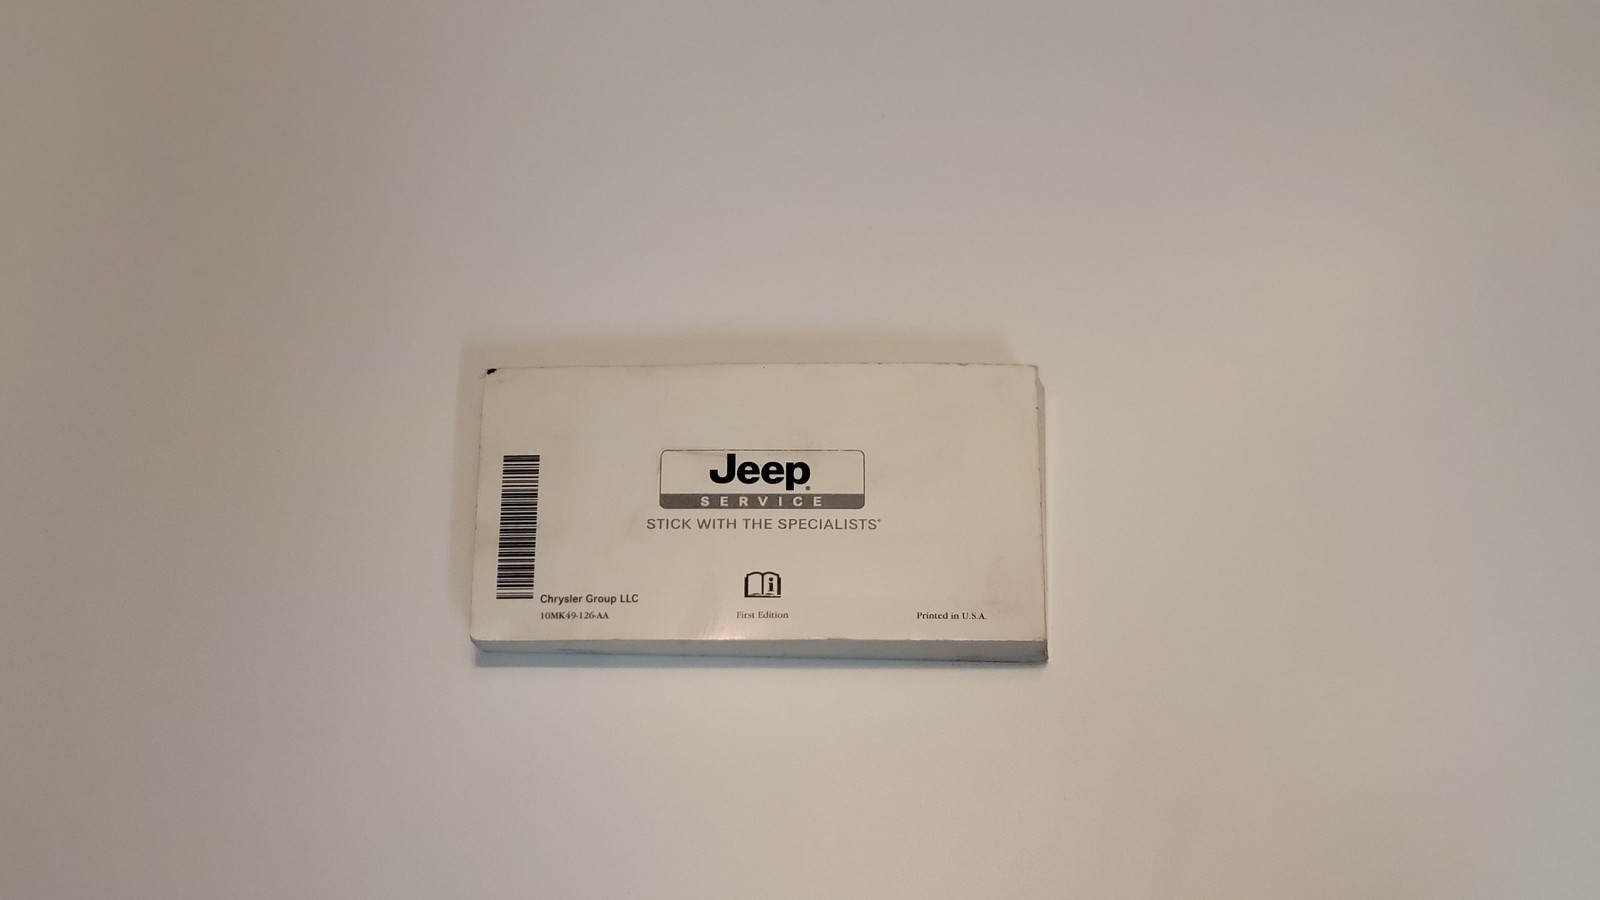 Jeep®
SERVICE
STICK WITH THE SPECIALISTS®
Chrysler Group LLC
10MK49-126-AA
i
First Edition
Printed in U.S.A.